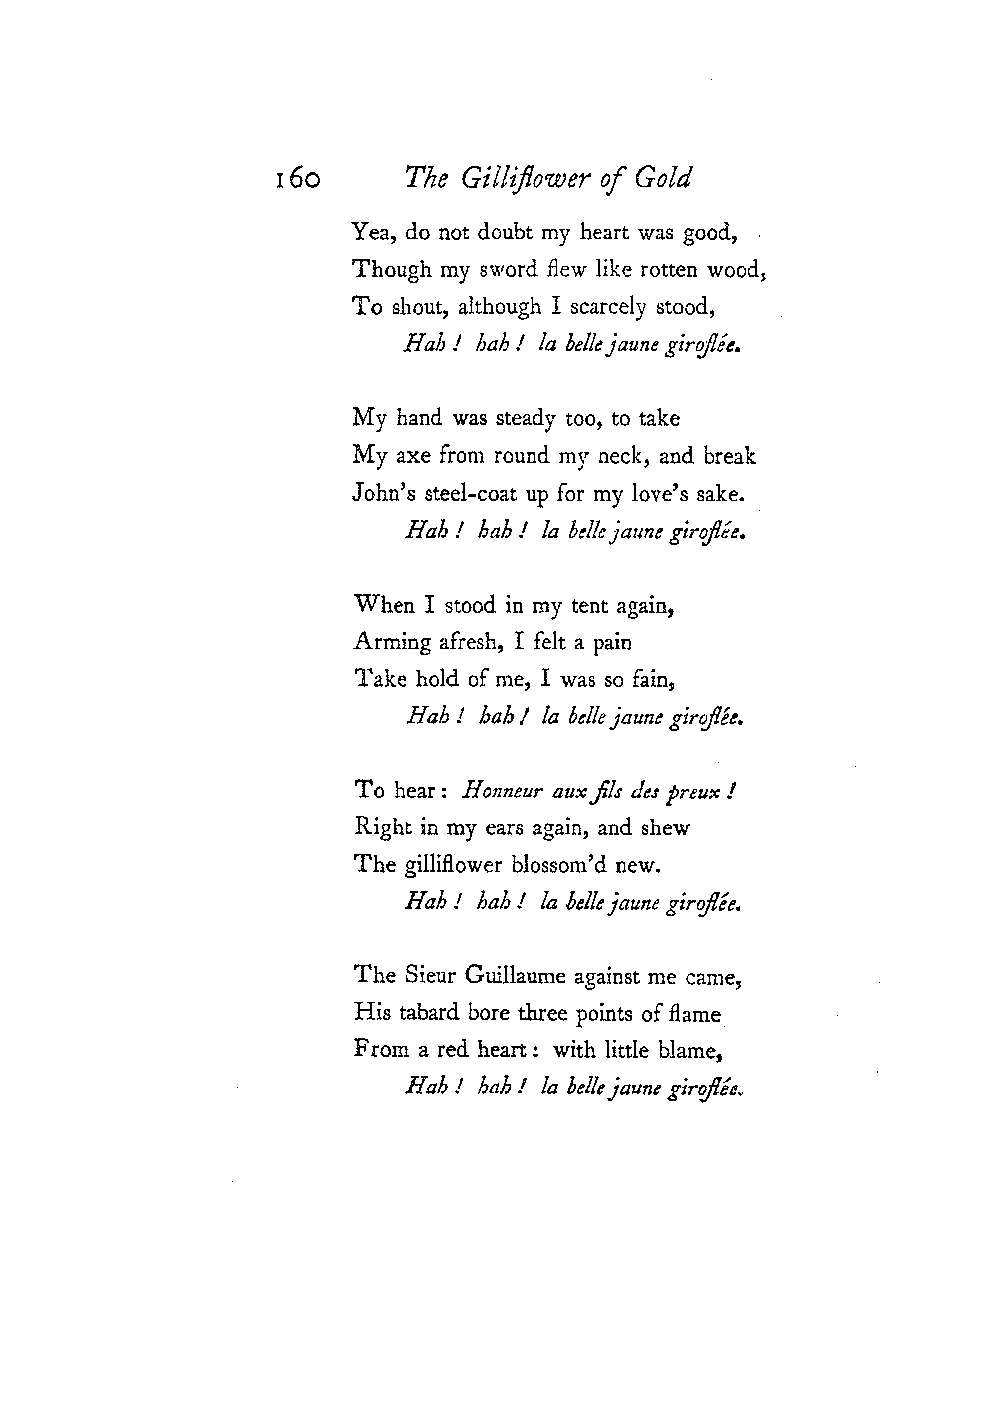 160 The Gilliflower of Gold
Yea, do not doubt my heart was good,
Though my sword flew like rotten wood,
To shout, although I scarcely stood,
Hah ! hah ! la belle jaune giroflée.
My hand was steady too, to take
My axe from round my neck, and break
John's steel-coat up for my love's sake.
Hah ! hah ! la belle jaune giroflée.
When I stood in my tent again,
Arming afresh, I felt a pain
Take hold of me, I was so fain,
Hah ! hah ! la belle jaune giroflée.
To hear : Honneur aux fils des preux !
Right in my ears again, and shew
The gilliflower blossom'd new.
Hah ! hah ! la belle jaune giroflée.
The Sieur Guillaume against me came,
His tabard bore three points of flame
From a red heart : with little blame,
Hah ! hah ! la belle jaune giroflée.